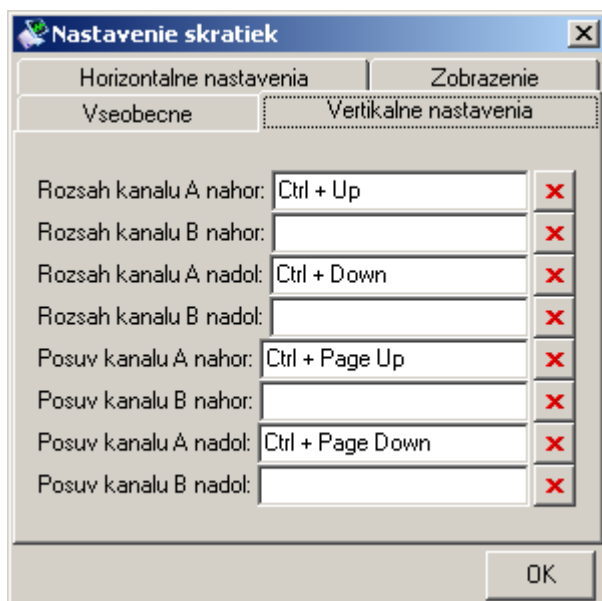 Nastavenie skratiek
Horizontalne nastavenia Zobrazenie
Vseobecne Vertikalne nastavenia
Rozsah kanalu A nahor: Ctrl + Up
Rozsah kanalu B nahor:
Rozsah kanalu A nadol: Ctrl + Down
Rozsah kanalu B nadol:
Posuv kanalu A nahor: Ctrl + Page Up
Posuv kanalu B nahor:
Posuv kanalu A nadol: Ctrl + Page Down
Posuv kanalu B nadol:
OK